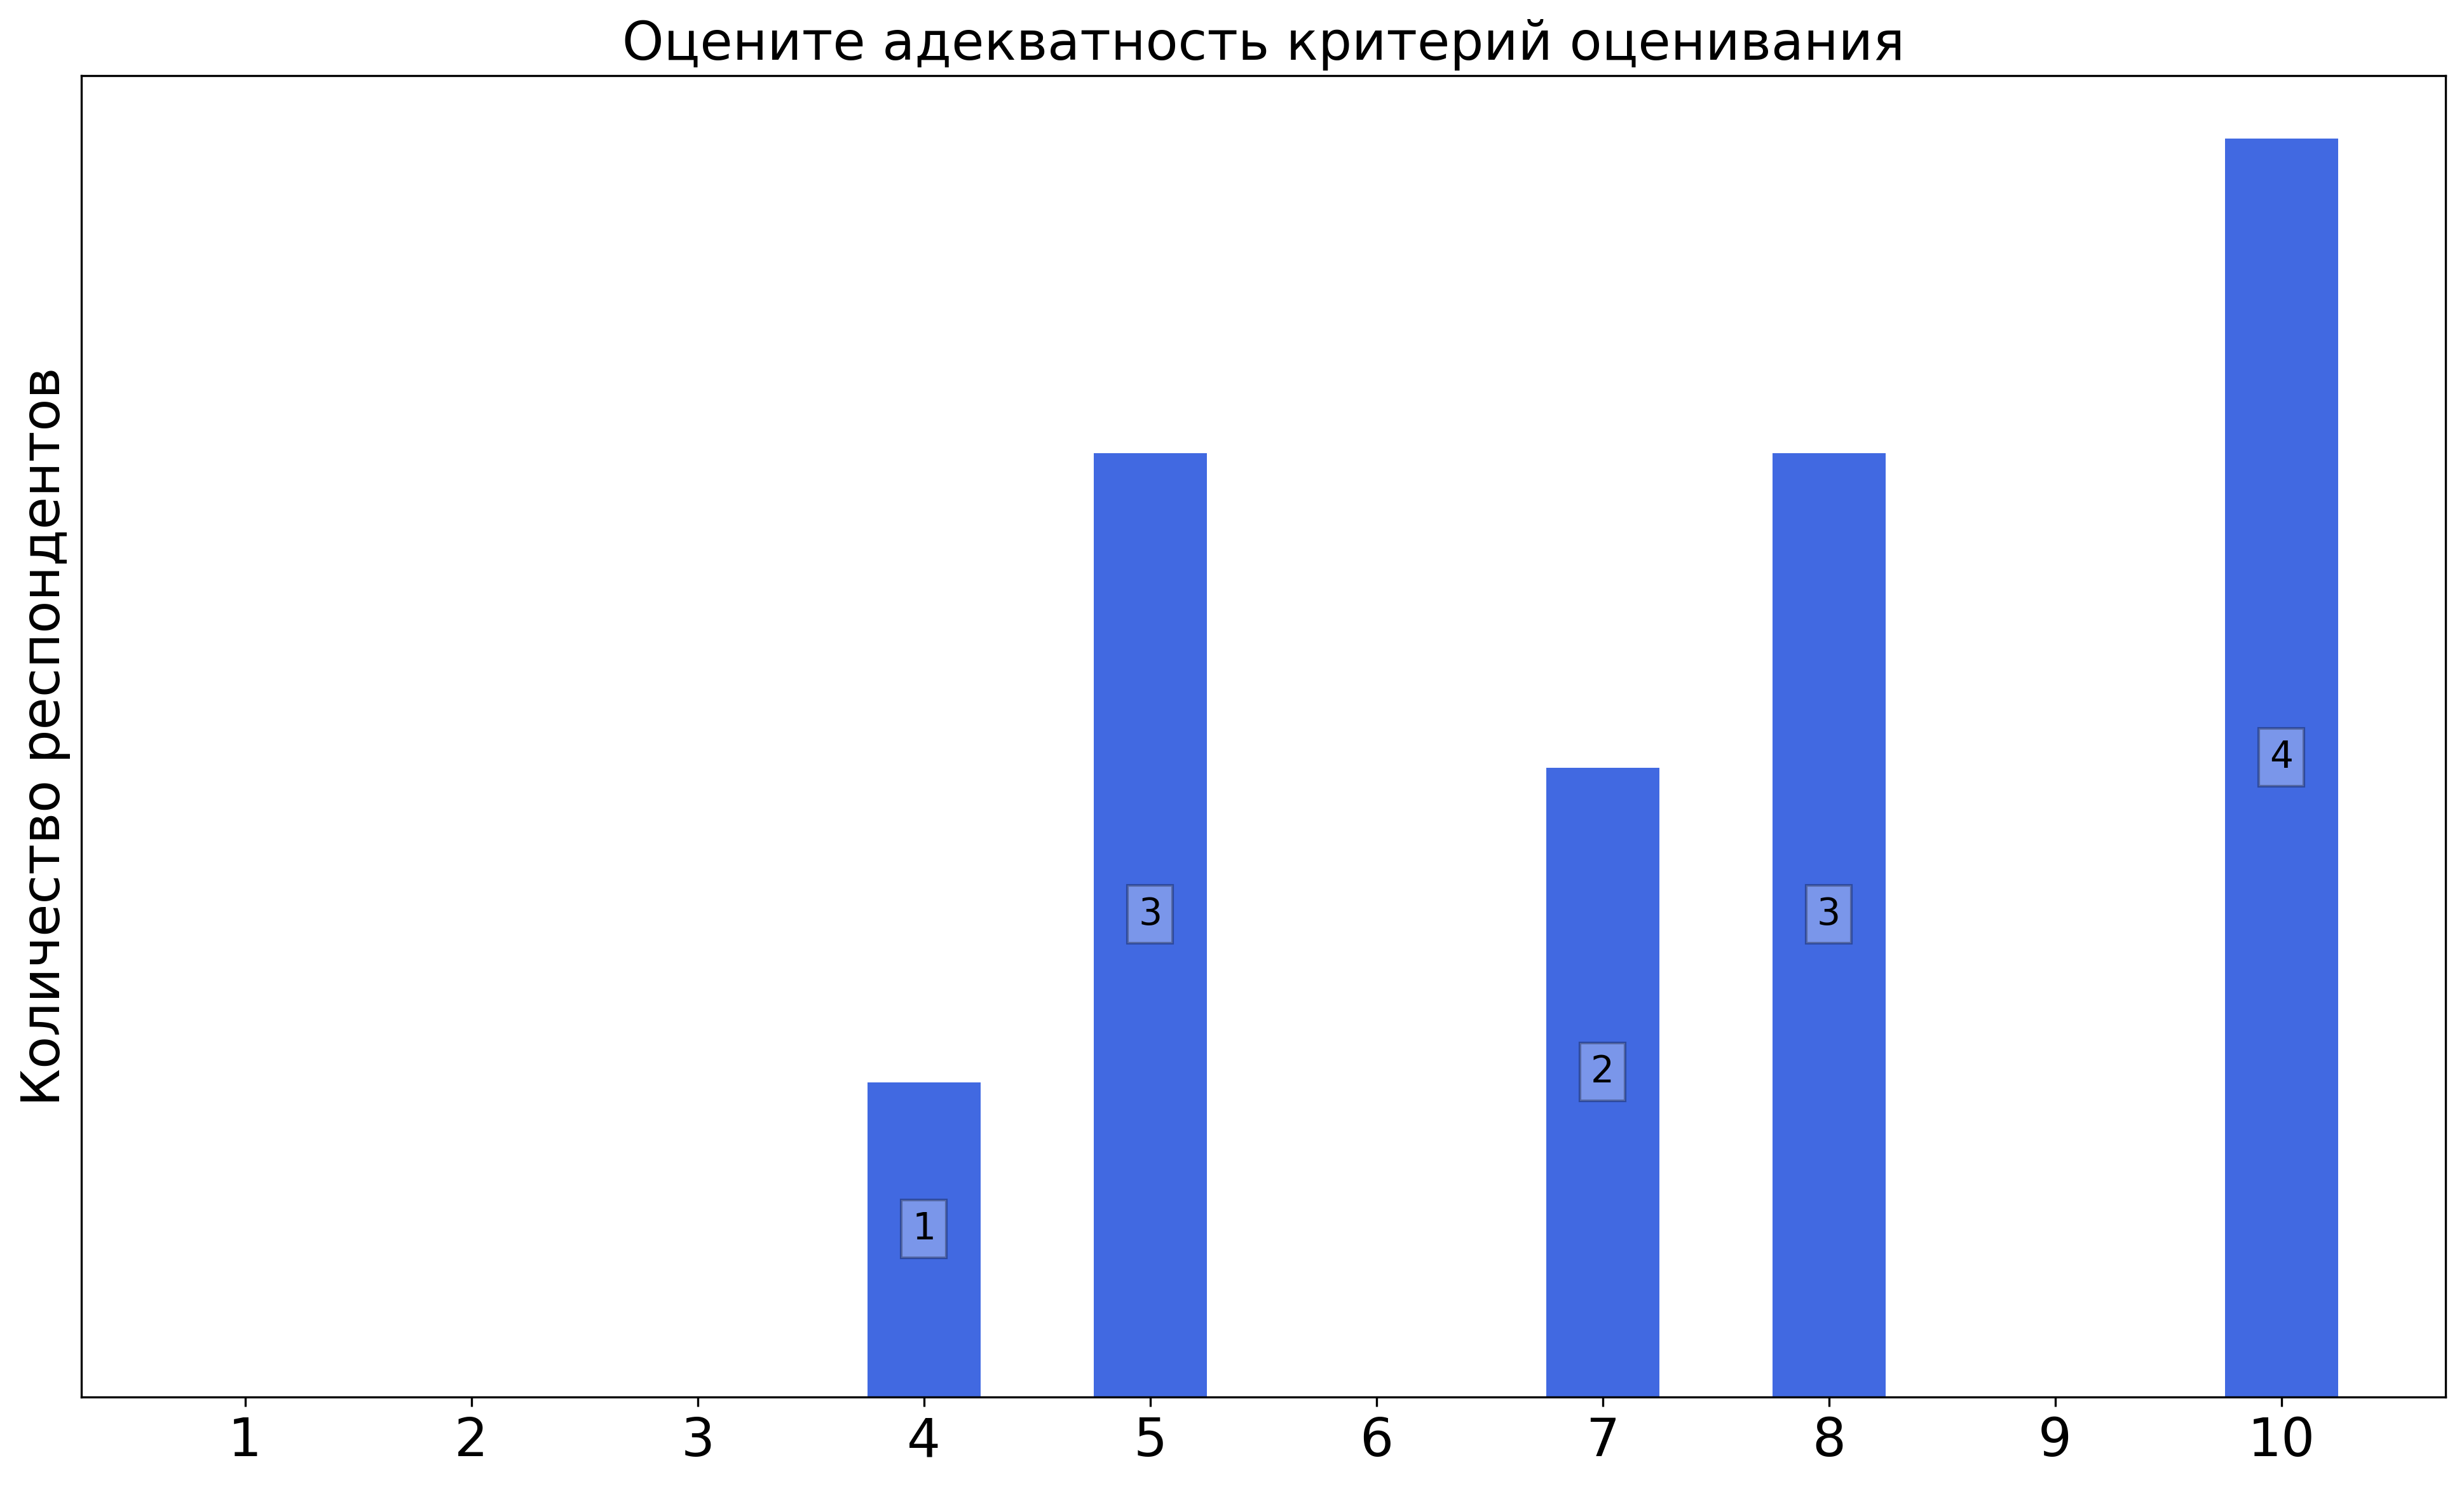 Оцените адекватность критерий оценивания
Количество респондентов
1
3
2
3
4
1 2 3 4 5 6 7 8 9 10